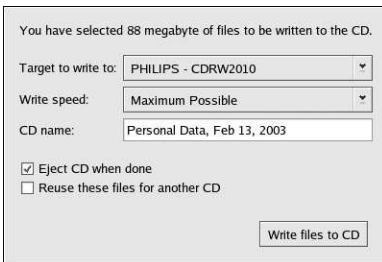 You have selected 88 megabyte of files to be written to the CD.
Target to write to: PHILIPS - CDRW2010
Write speed: Maximum Possible
CD name: Personal Data, Feb 13, 2003
Eject CD when done
Reuse these files for another CD
Write files to CD